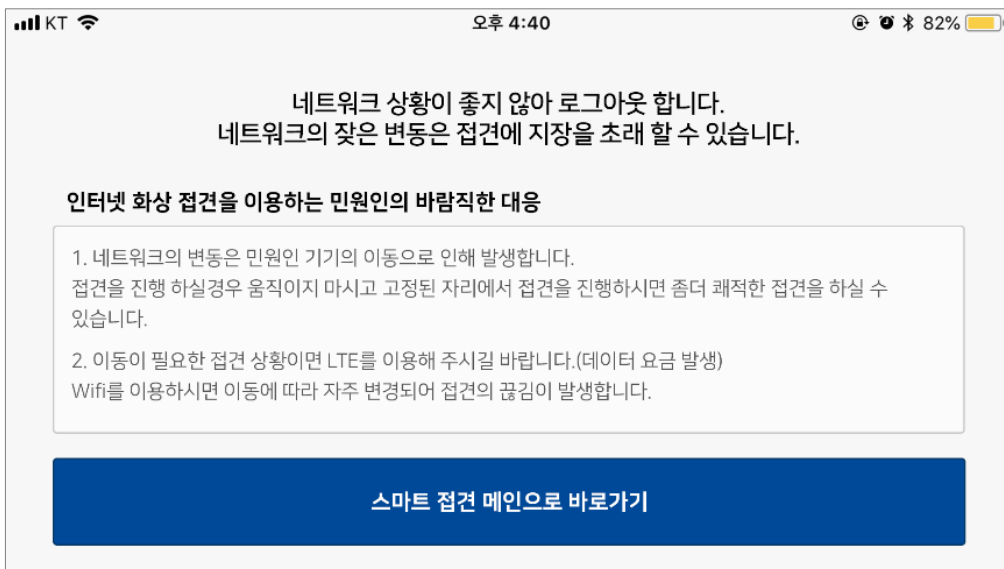 KT 오후 4:40 82%
네트워크 상황이 좋지 않아 로그아웃 합니다.
네트워크의 잦은 변동은 접견에 지장을 초래 할 수 있습니다.
인터넷 화상 접견을 이용하는 민원인의 바람직한 대응
1. 네트워크의 변동은 민원인 기기의 이동으로 인해 발생합니다.
접견을 진행 하실경우 움직이지 마시고 고정된 자리에서 접견을 진행하시면 좀더 쾌적한 접견을 하실 수
있습니다.
2. 이동이 필요한 접견 상황이면 LTE를 이용해 주시길 바랍니다.(데이터 요금 발생)
Wifi를 이용하시면 이동에 따라 자주 변경되어 접견의 끊김이 발생합니다.
스마트 접견 메인으로 바로가기